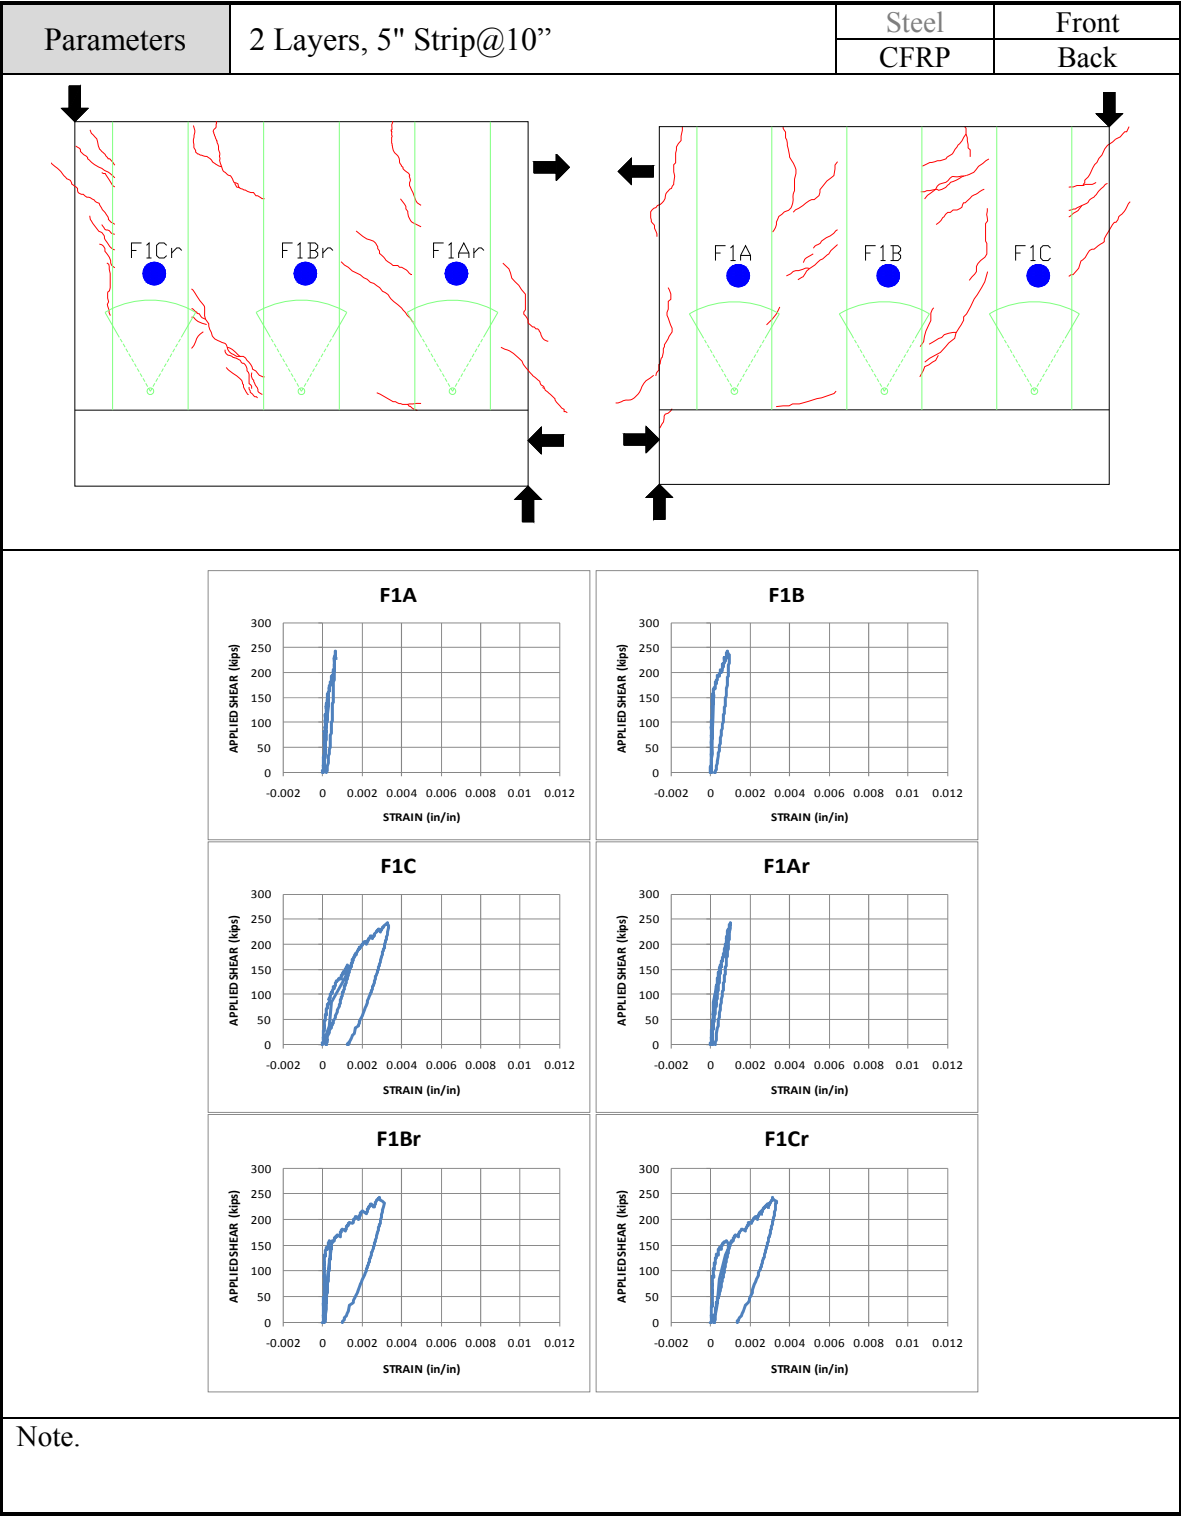 Parameters 2 Layers, 5" Strip@10” Steel Front
CFRP Back
F1Cr F1Br F1Ar F1A F1B F1C
F1A
APPLIED SHEAR (kips)
300
250
200
150
100
50
0
-0.002 0 0.002 0.004 0.006 0.008 0.01 0.012
STRAIN (in/in)
F1B
APPLIED SHEAR (kips)
300
250
200
150
100
50
0
-0.002 0 0.002 0.004 0.006 0.008 0.01 0.012
STRAIN (in/in)
F1C
APPLIED SHEAR (kips)
300
250
200
150
100
50
0
-0.002 0 0.002 0.004 0.006 0.008 0.01 0.012
STRAIN (in/in)
F1Ar
APPLIED SHEAR (kips)
300
250
200
150
100
50
0
-0.002 0 0.002 0.004 0.006 0.008 0.01 0.012
STRAIN (in/in)
F1Br
APPLIED SHEAR (kips)
300
250
200
150
100
50
0
-0.002 0 0.002 0.004 0.006 0.008 0.01 0.012
STRAIN (in/in)
F1Cr
APPLIED SHEAR (kips)
300
250
200
150
100
50
0
-0.002 0 0.002 0.004 0.006 0.008 0.01 0.012
STRAIN (in/in)
Note.